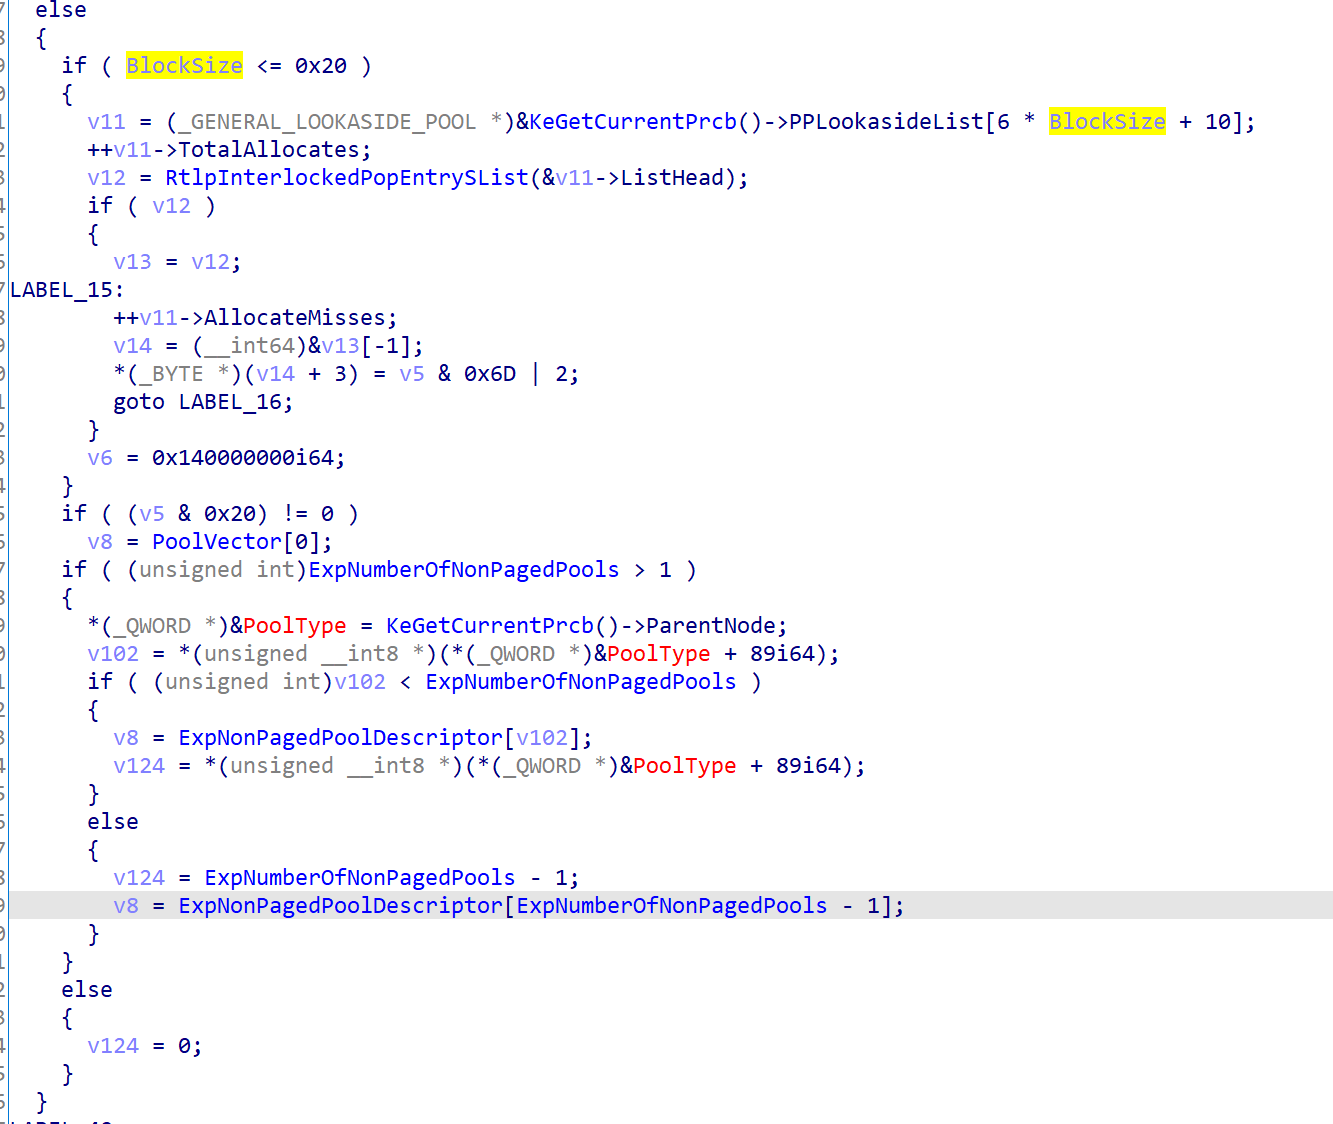 else
{
if ( BlockSize <= 0x20 )
{
v11 = (_GENERAL_LOOKASIDE_POOL *)&KeGetCurrentPrcb()->PPLookasideList[6 * BlockSize + 10];
++v11->TotalAllocates;
v12 = RtlpInterlockedPopEntrySList(&v11->ListHead);
if ( v12 )
{
v13 = v12;
LABEL_15:
++v11->AllocateMisses;
v14 = (__int64)&v13[-1];
*(_BYTE *)(v14 + 3) = v5 & 0x6D | 2;
goto LABEL_16;
}
v6 = 0x140000000i64;
}
if ( (v5 & 0x20) != 0 )
v8 = PoolVector[0];
if ( (unsigned int)ExpNumberOfNonPagedPools > 1 )
{
*(_QWORD *)&PoolType = KeGetCurrentPrcb()->ParentNode;
v102 = *(unsigned __int8 *)(*(_QWORD *)&PoolType + 89i64);
if ( (unsigned int)v102 < ExpNumberOfNonPagedPools )
{
v8 = ExpNonPagedPoolDescriptor[v102];
v124 = *(unsigned __int8 *)(*(_QWORD *)&PoolType + 89i64);
}
else
{
v124 = ExpNumberOfNonPagedPools - 1;
v8 = ExpNonPagedPoolDescriptor[ExpNumberOfNonPagedPools - 1];
}
}
else
{
v124 = 0;
}
}